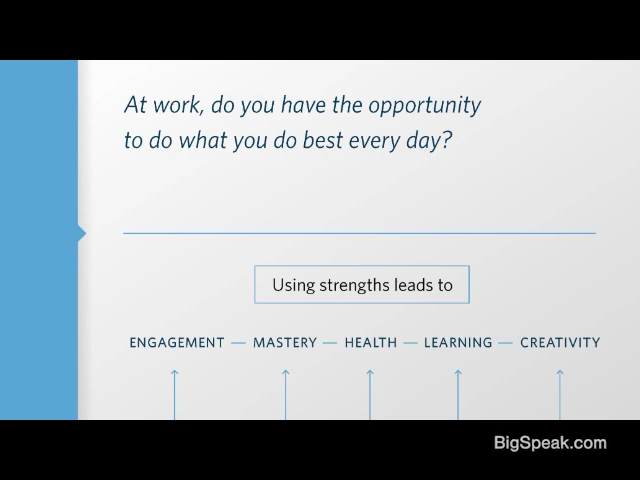 At work, do you have the opportunity
to do what you do best every day?
Using strengths leads to
ENGAGEMENT — MASTERY — HEALTH — LEARNING — CREATIVITY
BigSpeak.com